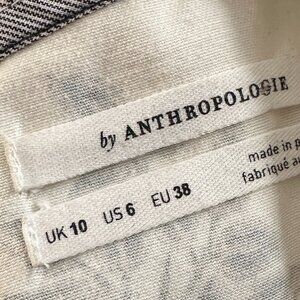 by ANTHROPOLOGIE
UK 10 US 6 EU 38
made in
fabriqué